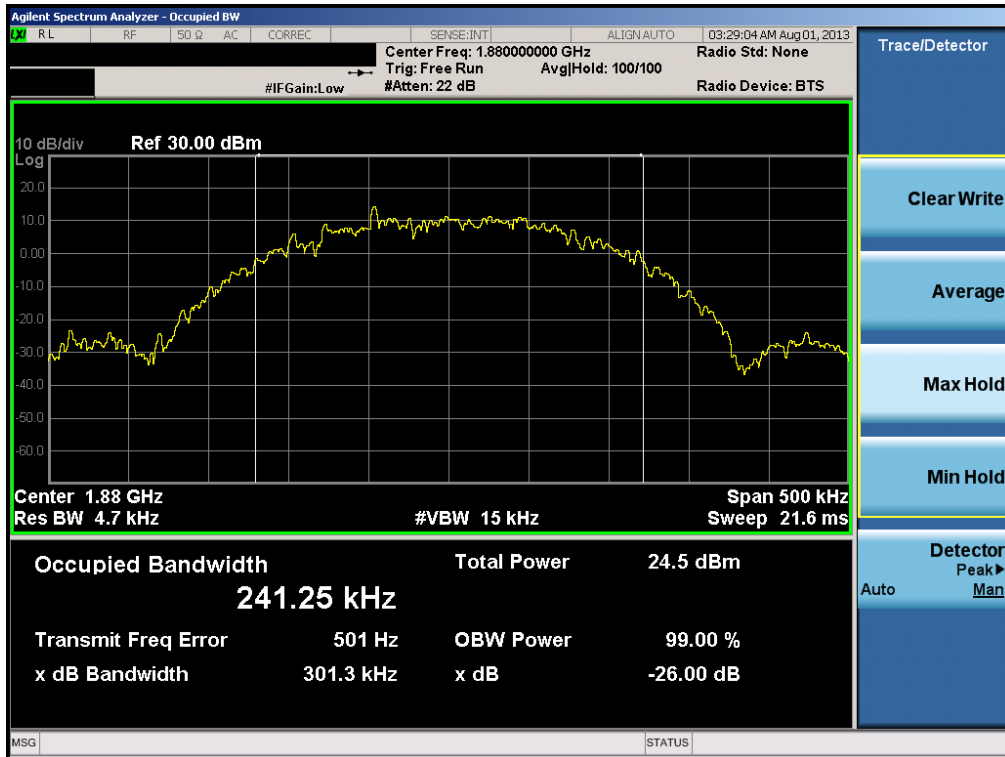 Agilent Spectrum Analyzer - Occupied BW
LXI RL RF 50 Ω AC CORREC SENSE:INT ALIGN AUTO 03:29:04 AM Aug 01, 2013
Center Freq: 1.880000000 GHz Radio Std: None
Trig: Free Run Avg|Hold: 100/100
#IFGain:Low #Atten: 22 dB Radio Device: BTS
10 dB/div Ref 30.00 dBm
Log
20.0
10.0
0.00
-10.0
-20.0
-30.0
-40.0
-50.0
-60.0
Center 1.88 GHz Span 500 kHz
Res BW 4.7 kHz #VBW 15 kHz Sweep 21.6 ms
Occupied Bandwidth Total Power 24.5 dBm
241.25 kHz
Transmit Freq Error 501 Hz OBW Power 99.00 %
x dB Bandwidth 301.3 kHz x dB -26.00 dB
MSG STATUS
Trace/Detector
Clear Write
Average
Max Hold
Min Hold
Detector
Peak▶
Auto Man